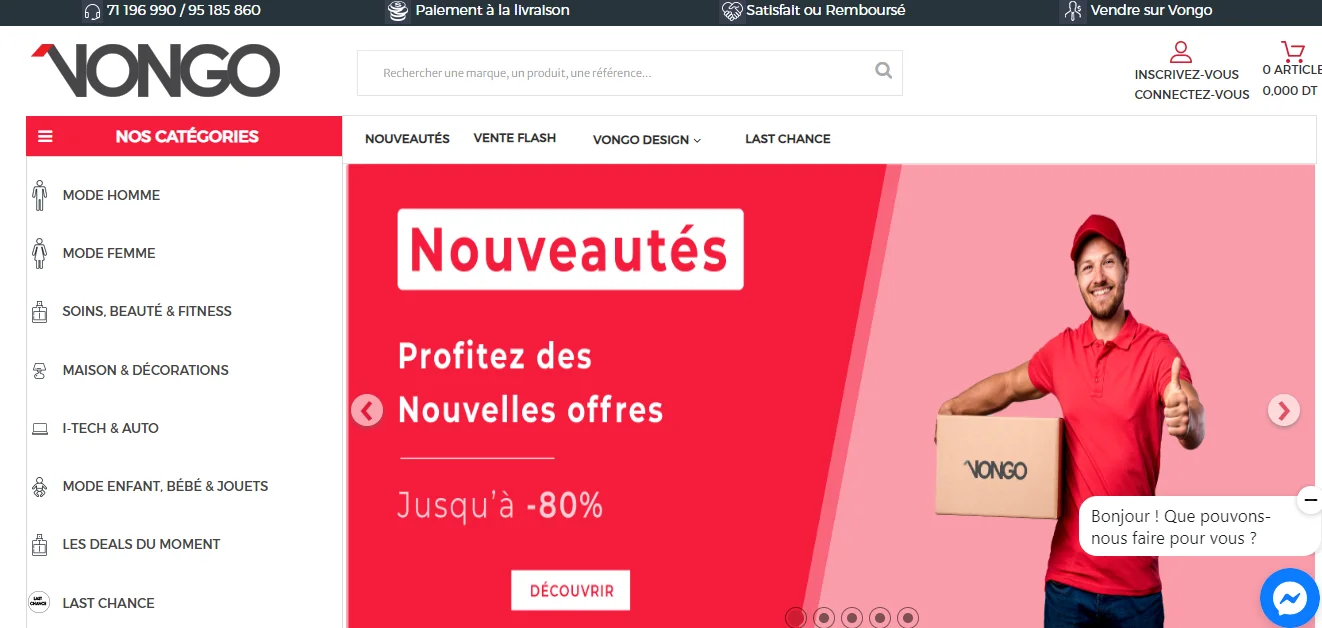 71 196 990 / 95 185 860
Paiement à la livraison
Satisfait ou Remboursé
Vendre sur Vongo
VONGO
Rechercher une marque, un produit, une référence...
INSCRIVEZ-VOUS
CONNECTEZ-VOUS
0 ARTICLE
0,000 DT
NOS CATÉGORIES
NOUVEAUTÉS
VENTE FLASH
VONGO DESIGN
LAST CHANCE
MODE HOMME
MODE FEMME
SOINS, BEAUTÉ & FITNESS
MAISON & DÉCORATIONS
I-TECH & AUTO
MODE ENFANT, BÉBÉ & JOUETS
LES DEALS DU MOMENT
LAST CHANCE
LAST CHANCE
Nouveautés
Profitez des
Nouvelles offres
Jusqu'à -80%
DÉCOUVRIR
VONGO
Bonjour ! Que pouvons-
nous faire pour vous ?